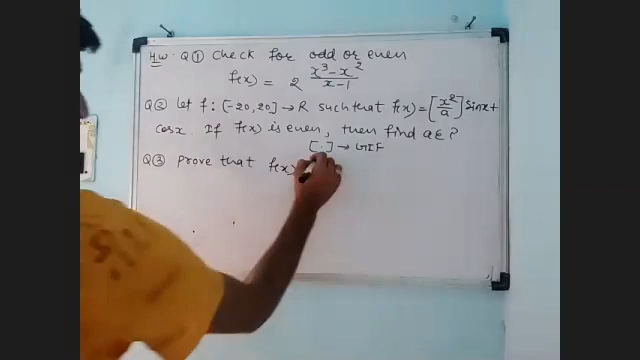 H.W. Q① Check for odd or even
f(x) = 2 (x³-x²)/(x-1)
Q② Let f: [-20,20] → R such that f(x) = [x²/a] sinx +
cosx. If f(x) is even, then find a∈?
[.] → GIF
Q③ Prove that f(x)